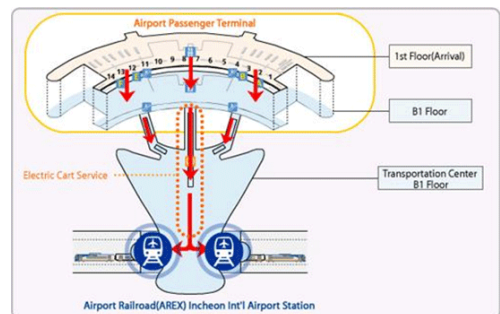 Airport Passenger Terminal
14 13 12 11 10 9 8 7 6 5 4 3 2 1
1st Floor(Arrival)
B1 Floor
Electric Cart Service
Transportation Center
B1 Floor
Airport Railroad(AREX) Incheon Int'l Airport Station